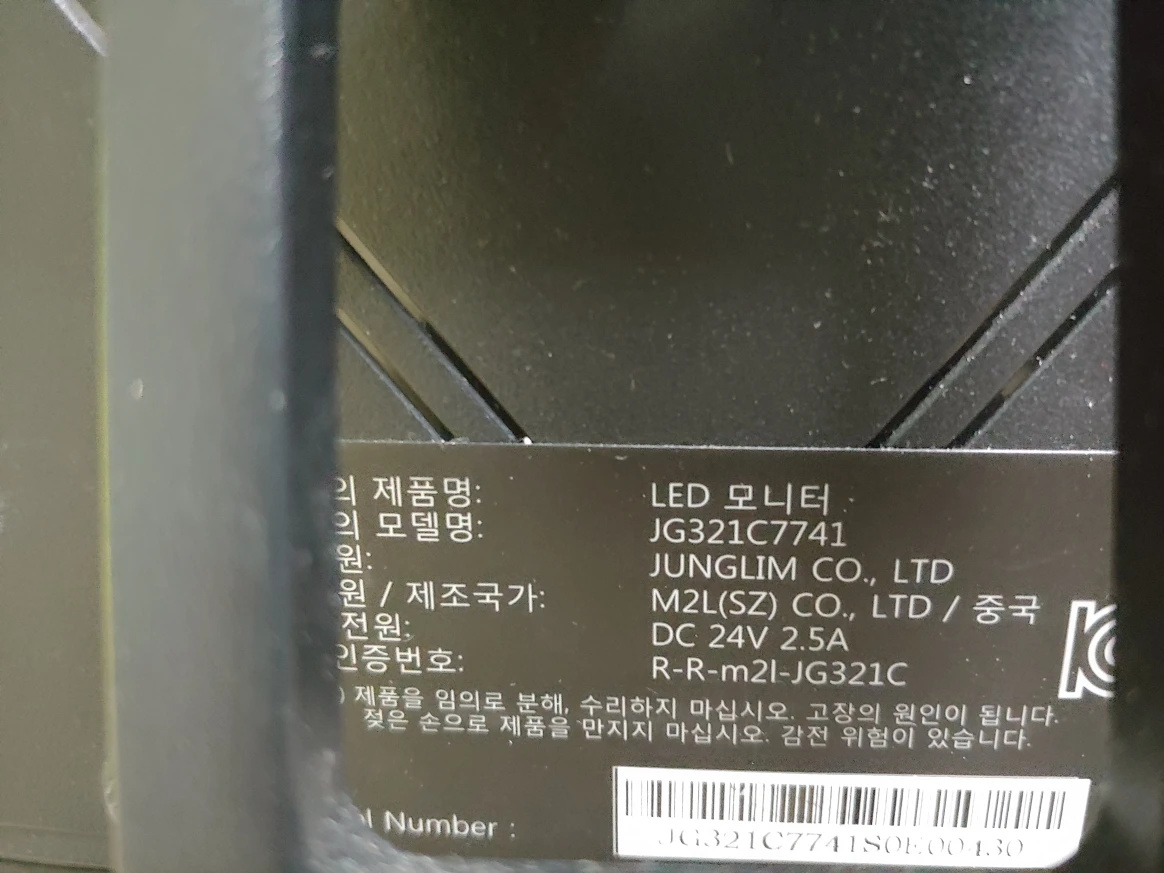 의 제품명: LED 모니터
의 모델명: JG321C7741
원: JUNGLIM CO., LTD
원 / 제조국가: M2L(SZ) CO., LTD / 중국
전원: DC 24V 2.5A
인증번호: R-R-m2l-JG321C
) 제품을 임의로 분해, 수리하지 마십시오. 고장의 원인이 됩니다.
젖은 손으로 제품을 만지지 마십시오. 감전 위험이 있습니다.
Number :
JG321C7741S0E00430